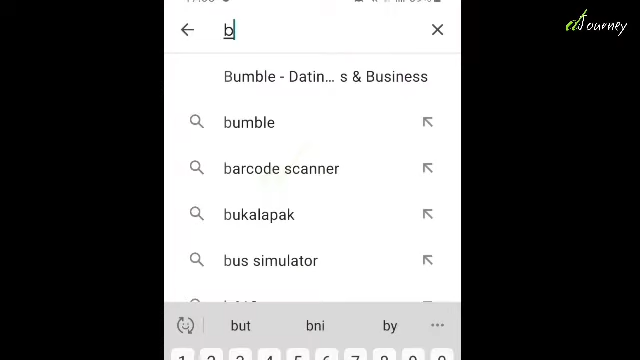 b
Journey
Bumble - Datin... s & Business
bumble
barcode scanner
bukalapak
bus simulator
but bni by